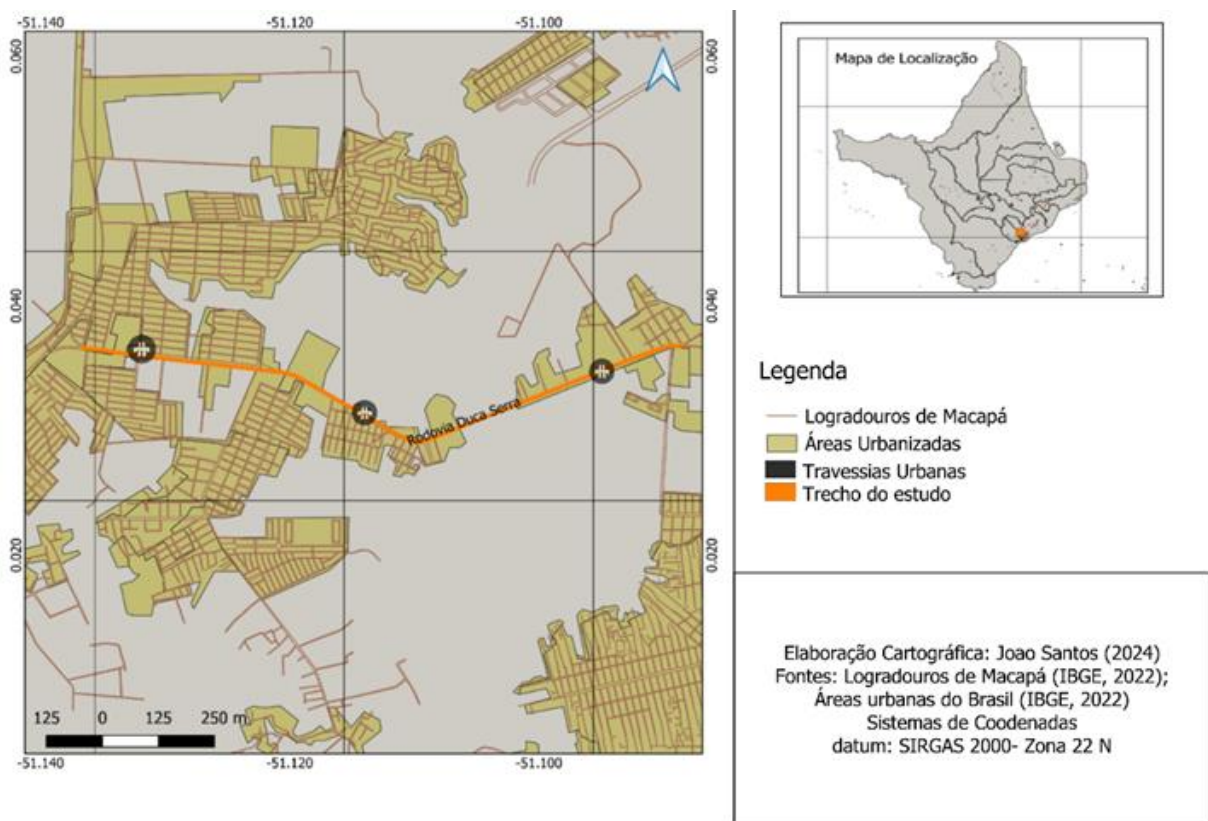 -51.140
-51.120
-51.100
0.060
0.060
0.040
0.040
0.020
0.020
Rodovia Duca Serra
125 0 125 250 m
-51.140
-51.120
-51.100
Mapa de Localização
Legenda
Logradouros de Macapá
Áreas Urbanizadas
Travessias Urbanas
Trecho do estudo
Elaboração Cartográfica: Joao Santos (2024)
Fontes: Logradouros de Macapá (IBGE, 2022);
Áreas urbanas do Brasil (IBGE, 2022)
Sistemas de Coodenadas
datum: SIRGAS 2000- Zona 22 N